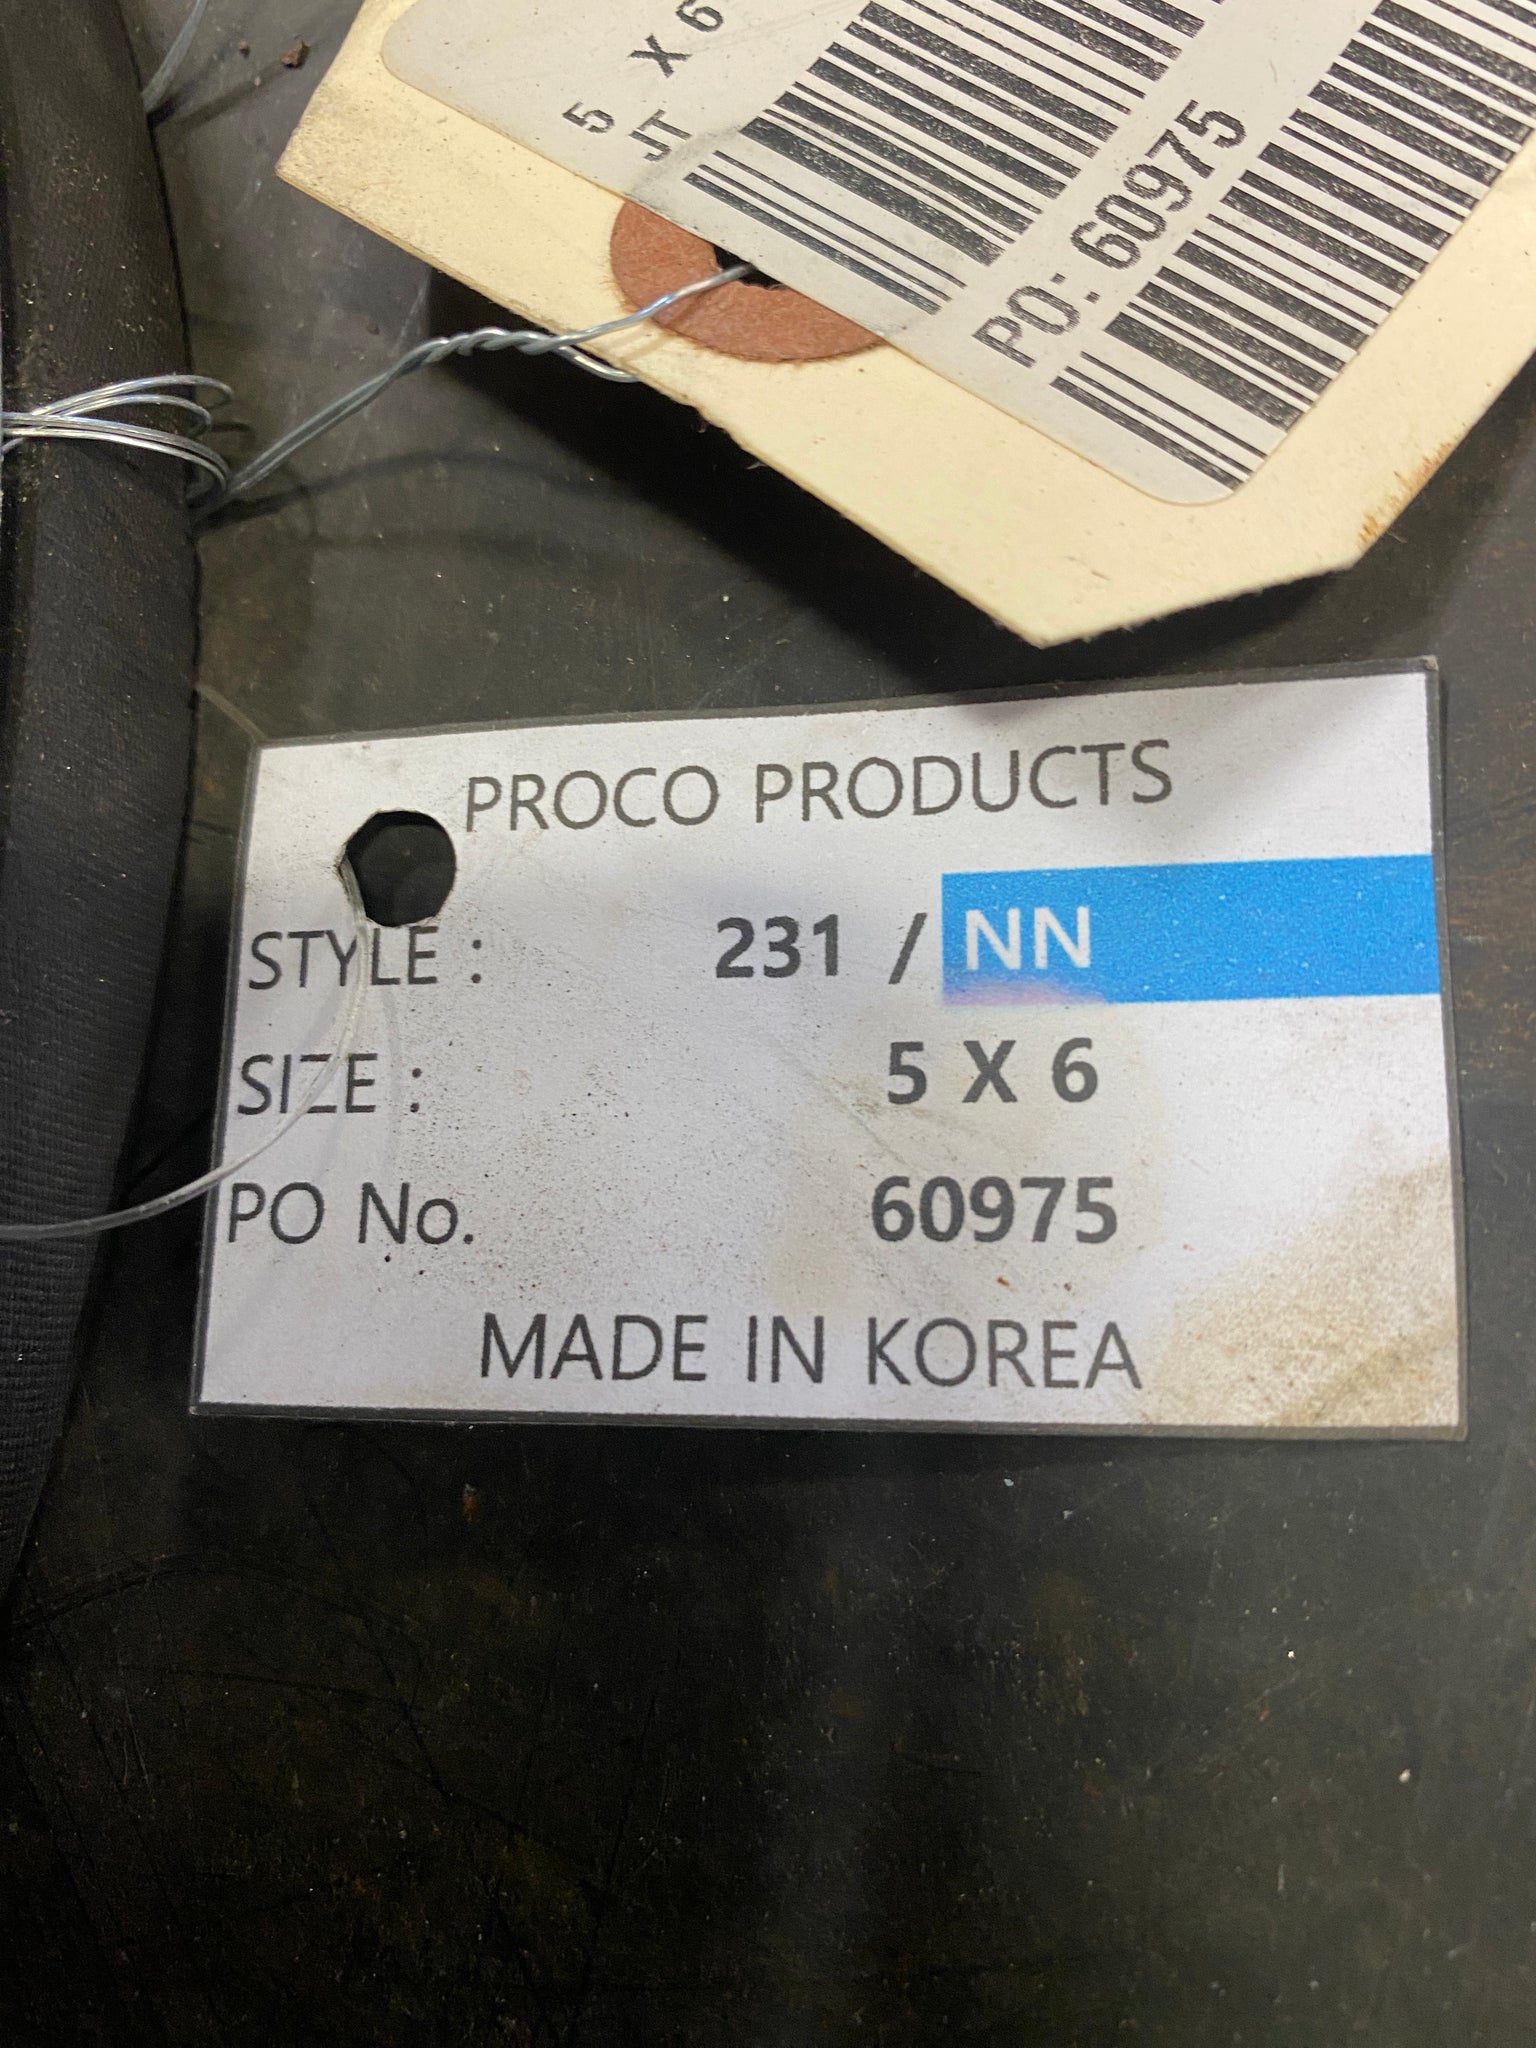 5 X 6
JT
PO: 60975
PROCO PRODUCTS
STYLE : 231 / NN
SIZE : 5 X 6
PO No. 60975
MADE IN KOREA